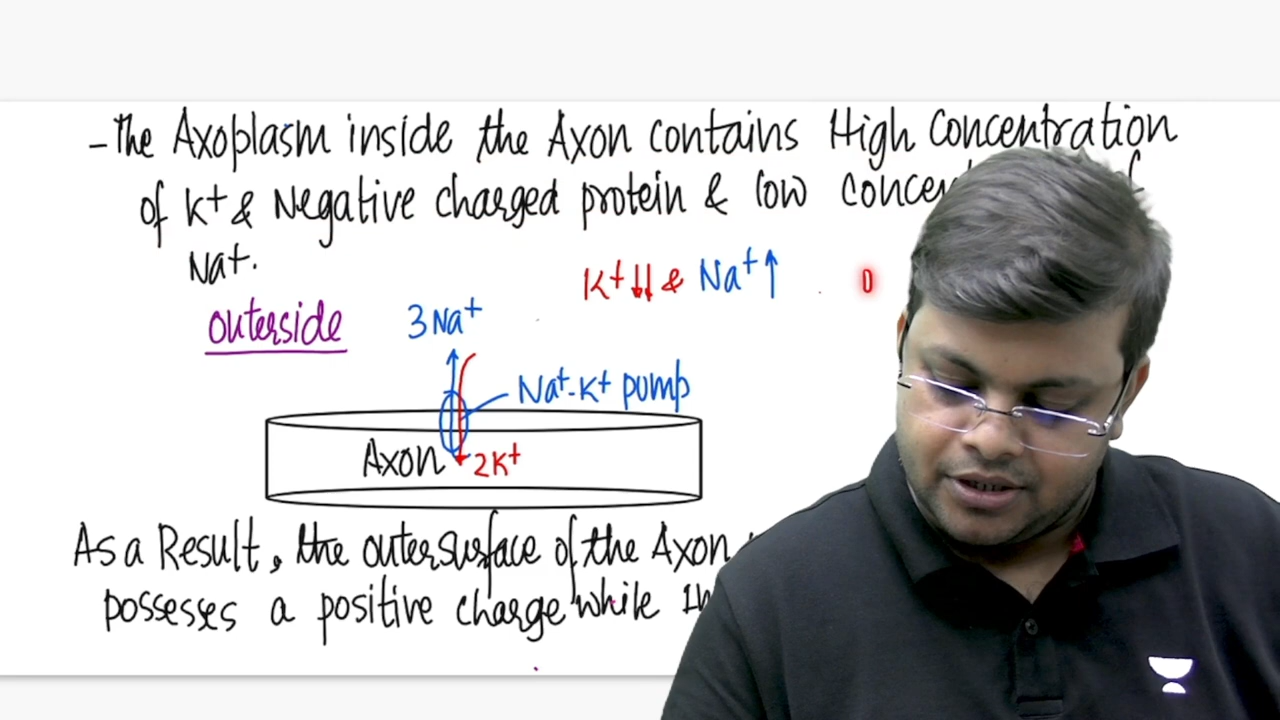 - The Axoplasm inside the Axon contains High Concentration
of K+ & Negative charged protein & low
Na+.
K+↓↓ & Na+↑
outerside
3Na+
Na+-K+ pump
Axon
2K+
As a Result, the outersurface of the Axon
possesses a positive charge while